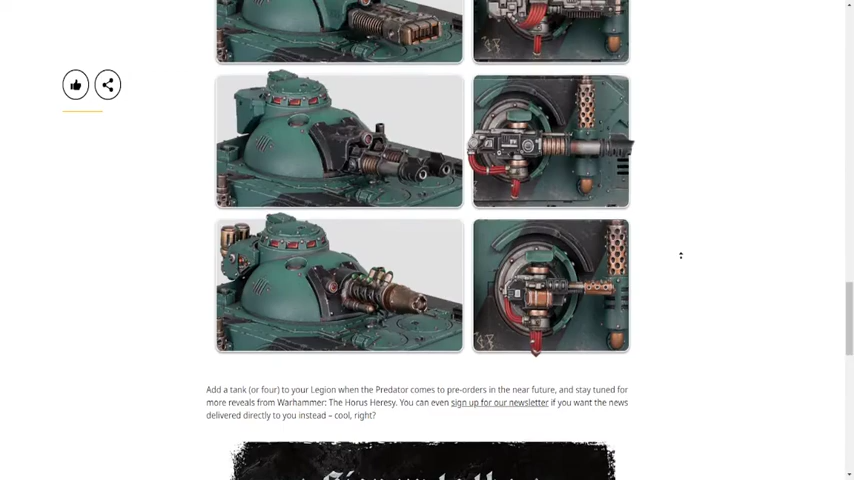 Add a tank (or four) to your Legion when the Predator comes to pre-orders in the near future, and stay tuned for
more reveals from Warhammer: The Horus Heresy. You can even sign up for our newsletter if you want the news
delivered directly to you instead – cool, right?